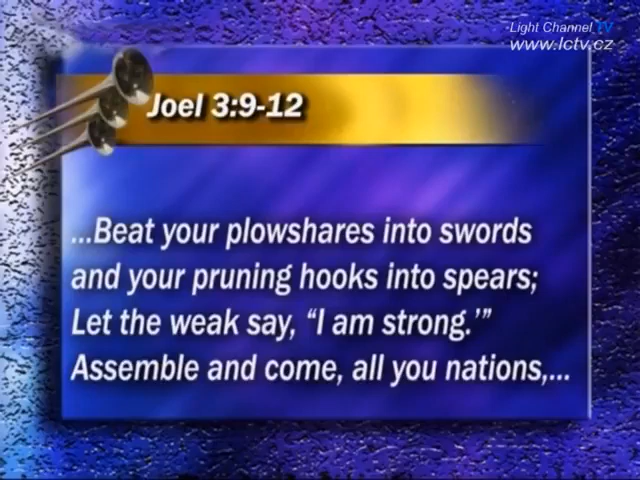 Light Channel TV
www.lctv.cz
Joel 3:9-12
...Beat your plowshares into swords
and your pruning hooks into spears;
Let the weak say, “I am strong.’”
Assemble and come, all you nations,...